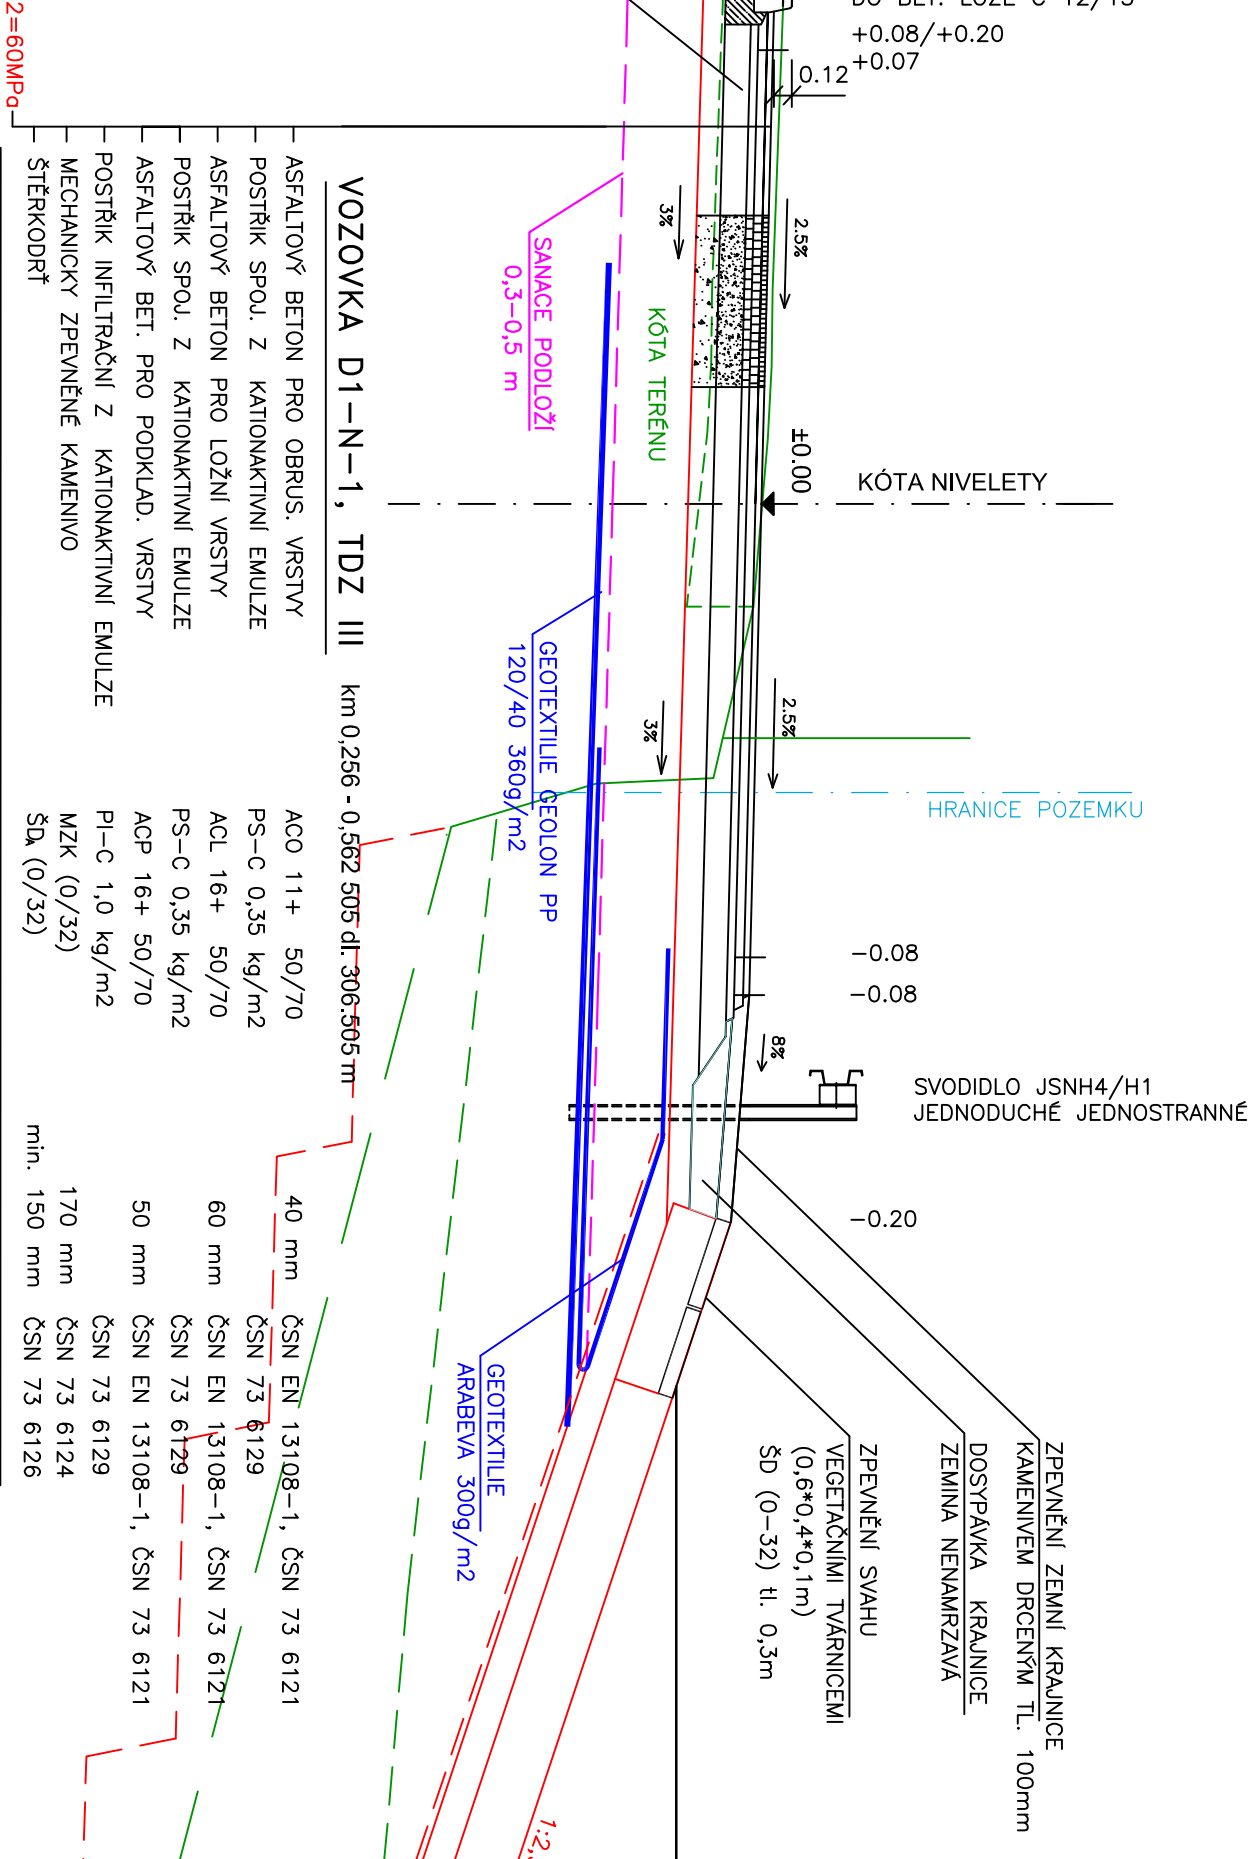 +0.08/+0.20
+0.07
0.12
2.5%
3%
±0.00
KÓTA NIVELETY
KÓTA TERÉNU
SANACE PODLOŽÍ
0,3-0,5 m
GEOTEXTILIE GEOLON PP
120/40 360g/m2
2.5%
3%
HRANICE POZEMKU
-0.08
-0.08
8%
SVODIDLO JSNH4/H1
JEDNODUCHÉ JEDNOSTRANNÉ
-0.20
GEOTEXTILIE
ARABEVA 300g/m2
ZPEVNĚNÍ ZEMNÍ KRAJNICE
KAMENIVEM DRCENÝM TL. 100mm
DOSYPÁVKA KRAJNICE
ZEMINA NENAMRZAVÁ
ZPEVNĚNÍ SVAHU
VEGETAČNÍMI TVÁRNICEMI
(0,6*0,4*0,1m)
ŠD (0-32) tl. 0,3m
VOZOVKA D1-N-1, TDZ III km 0,256 - 0,562 505 dl. 306.505 m
ASFALTOVÝ BETON PRO OBRUS. VRSTVY ACO 11+ 50/70 40 mm ČSN EN 13108-1, ČSN 73 6121
POSTŘIK SPOJ. Z KATIONAKTIVNÍ EMULZE PS-C 0,35 kg/m2 ČSN 73 6129
ASFALTOVÝ BETON PRO LOŽNÍ VRSTVY ACL 16+ 50/70 60 mm ČSN EN 13108-1, ČSN 73 6121
POSTŘIK SPOJ. Z KATIONAKTIVNÍ EMULZE PS-C 0,35 kg/m2 ČSN 73 6129
ASFALTOVÝ BET. PRO PODKLAD. VRSTVY ACP 16+ 50/70 50 mm ČSN EN 13108-1, ČSN 73 6121
POSTŘIK INFILTRAČNÍ Z KATIONAKTIVNÍ EMULZE PI-C 1,0 kg/m2 ČSN 73 6129
MECHANICKY ZPEVNĚNÉ KAMENIVO MZK (0/32) 170 mm ČSN 73 6124
ŠTĚRKODRŤ ŠDA (0/32) min. 150 mm ČSN 73 6126
2=60MPa